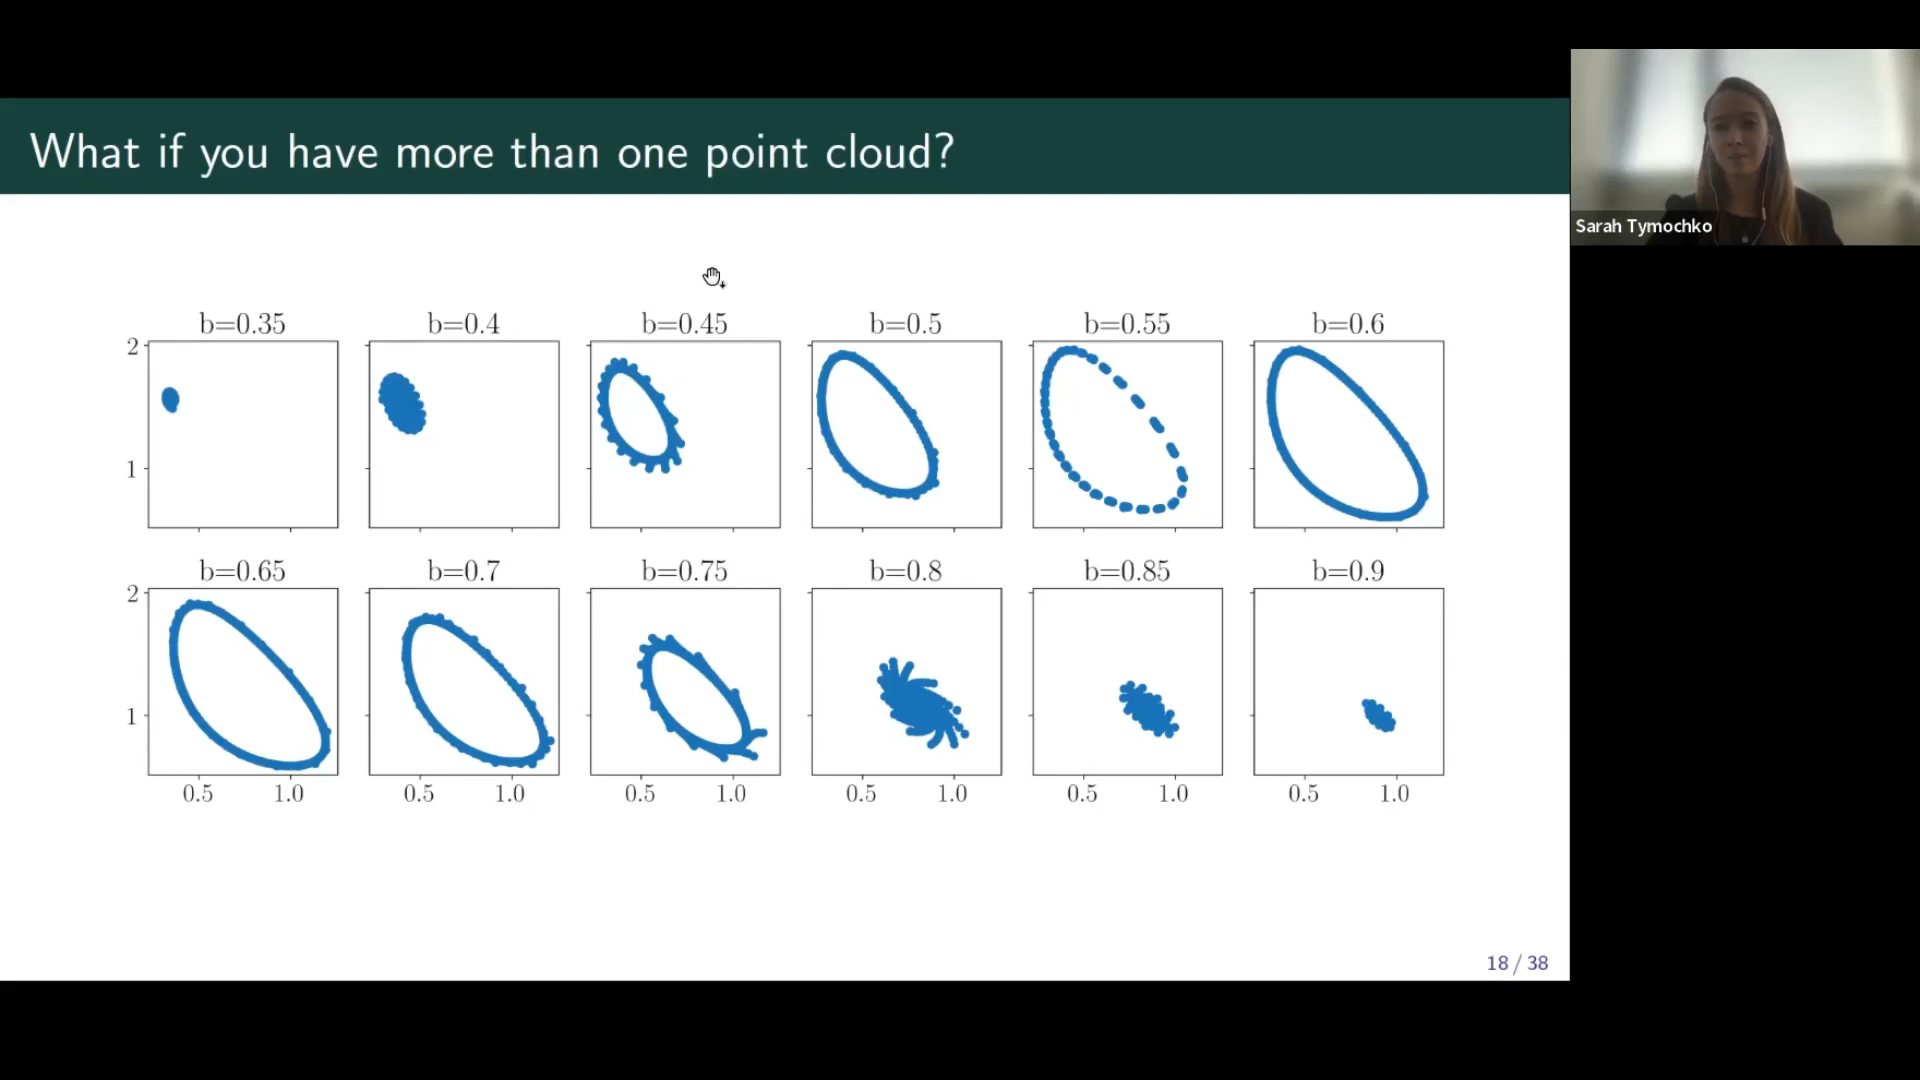 What if you have more than one point cloud?
Sarah Tymochko
b=0.35 b=0.4 b=0.45 b=0.5 b=0.55 b=0.6
2
1
b=0.65 b=0.7 b=0.75 b=0.8 b=0.85 b=0.9
2
1
0.5 1.0 0.5 1.0 0.5 1.0 0.5 1.0 0.5 1.0 0.5 1.0
18 / 38